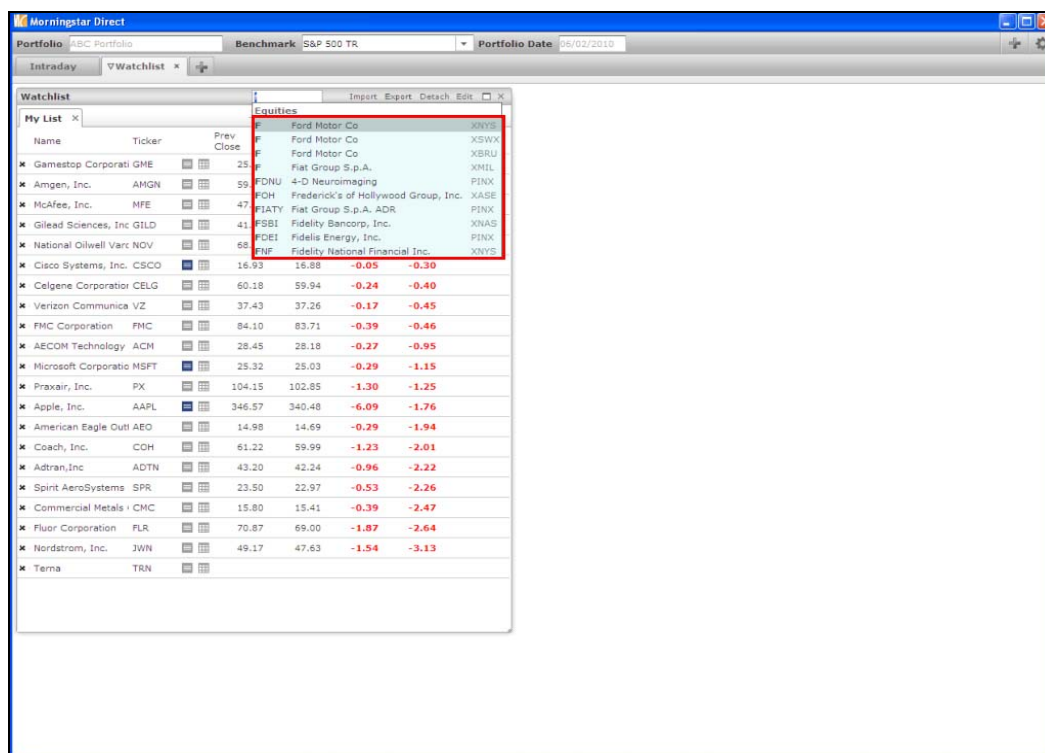 Morningstar Direct
Portfolio ABC Portfolio Benchmark S&P 500 TR Portfolio Date 06/02/2010
Intraday Watchlist ×
Watchlist Import Export Detach Edit
My List ×
Equities
F Ford Motor Co XNYS
F Ford Motor Co XSWX
F Ford Motor Co XBRU
F Fiat Group S.p.A. XMIL
FDNU 4-D Neuroimaging PINX
FOH Frederick's of Hollywood Group, Inc. XASE
FIATY Fiat Group S.p.A. ADR PINX
FSBI Fidelity Bancorp, Inc. XNAS
FDEI Fidelis Energy, Inc. PINX
FNF Fidelity National Financial Inc. XNYS
Name Ticker Prev Close
Gamestop Corporati GME 25.
Amgen, Inc. AMGN 59.
McAfee, Inc. MFE 47.
Gilead Sciences, Inc GILD 41.
National Oilwell Varc NOV 68.
Cisco Systems, Inc. CSCO 16.93 16.88 -0.05 -0.30
Celgene Corporatior CELG 60.18 59.94 -0.24 -0.40
Verizon Communica VZ 37.43 37.26 -0.17 -0.45
FMC Corporation FMC 84.10 83.71 -0.39 -0.46
AECOM Technology ACM 28.45 28.18 -0.27 -0.95
Microsoft Corporatio MSFT 25.32 25.03 -0.29 -1.15
Praxair, Inc. PX 104.15 102.85 -1.30 -1.25
Apple, Inc. AAPL 346.57 340.48 -6.09 -1.76
American Eagle Outl AEO 14.98 14.69 -0.29 -1.94
Coach, Inc. COH 61.22 59.99 -1.23 -2.01
Adtran,Inc ADTN 43.20 42.24 -0.96 -2.22
Spirit AeroSystems SPR 23.50 22.97 -0.53 -2.26
Commercial Metals CMC 15.80 15.41 -0.39 -2.47
Fluor Corporation FLR 70.87 69.00 -1.87 -2.64
Nordstrom, Inc. JWN 49.17 47.63 -1.54 -3.13
Terna TRN